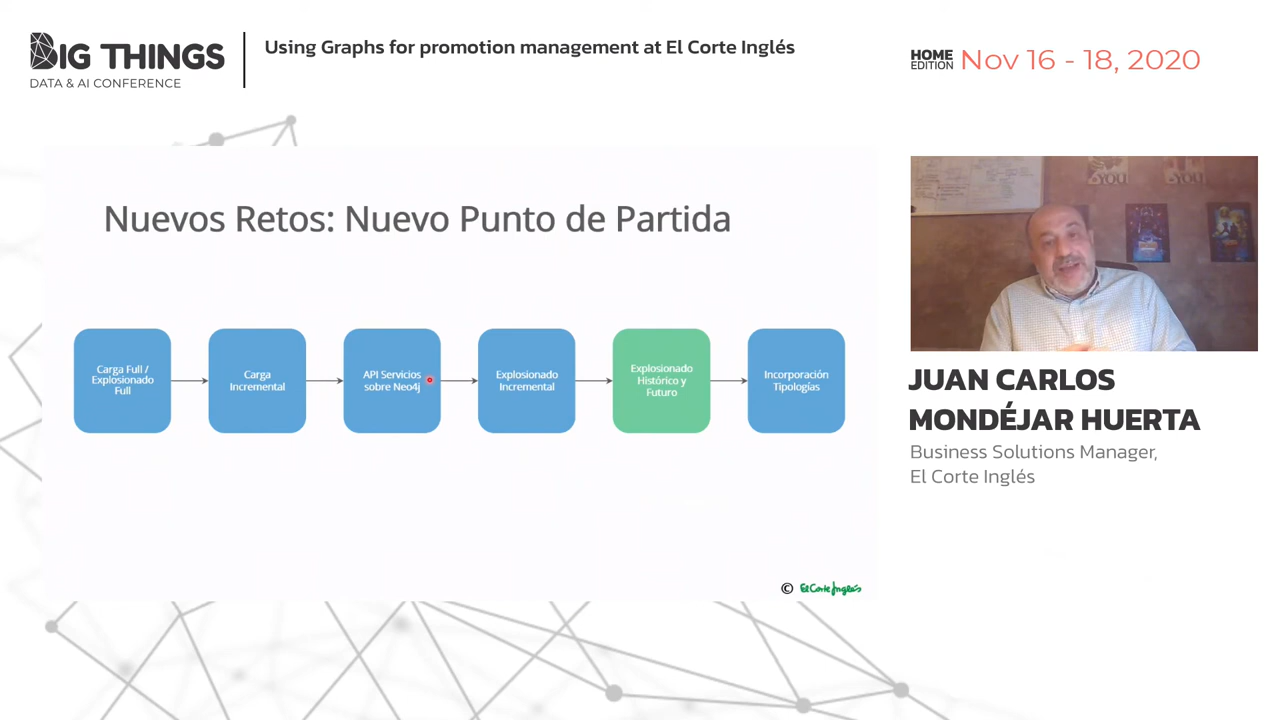 BIG THINGS
DATA & AI CONFERENCE
Using Graphs for promotion management at El Corte Inglés
HOME
EDITION
Nov 16 - 18, 2020
Nuevos Retos: Nuevo Punto de Partida
Carga Full /
Explosionado
Full
Carga
Incremental
API Servicios
sobre Neo4j
Explosionado
Incremental
Explosionado
Histórico y
Futuro
Incorporación
Tipologías
© El Corte Inglés
YOU
YOU
JUAN CARLOS
MONDÉJAR HUERTA
Business Solutions Manager,
El Corte Inglés